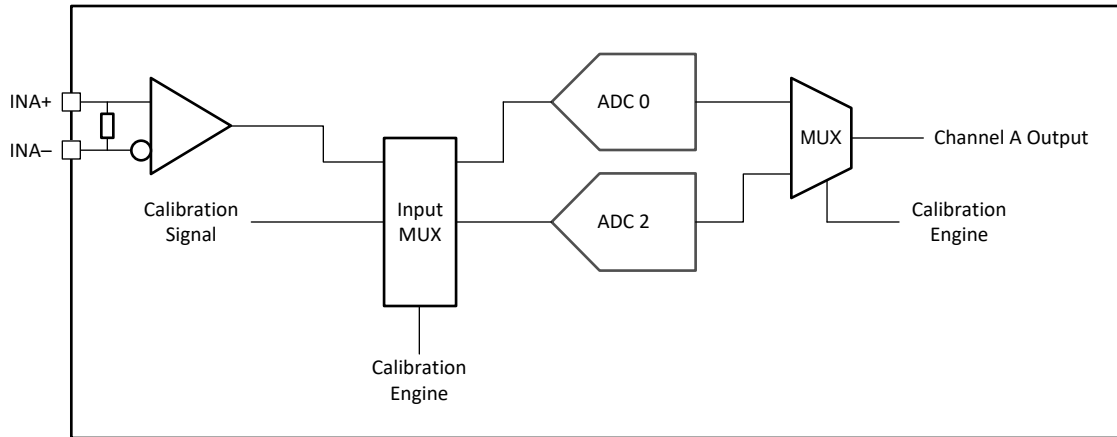 INA+
INA–
ADC 0
MUX
Channel A Output
Calibration
Signal
Input
MUX
ADC 2
Calibration
Engine
Calibration
Engine